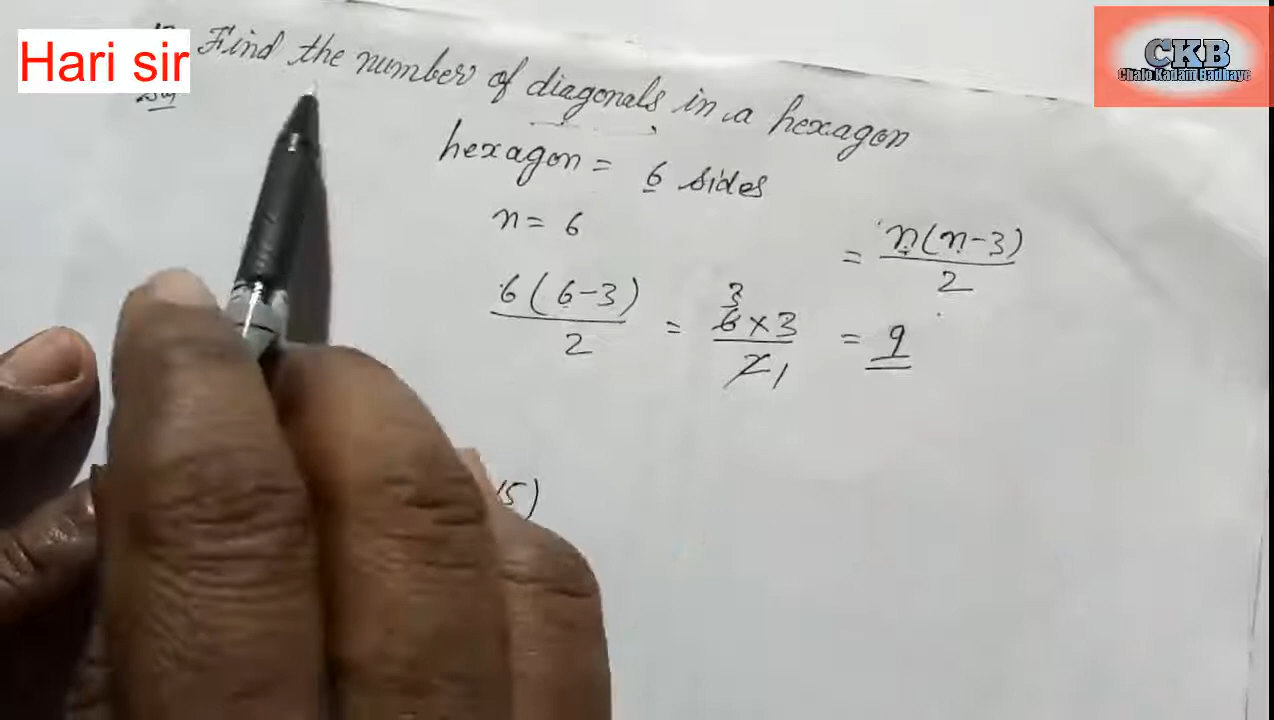 Hari sir
CKB
Chalo Kadam Badhaye
Find the number of diagonals in a hexagon
hexagon = 6 sides
n = 6
= n(n-3)/2
6(6-3)/2 = 3 6×3/2 1 = 9
15)